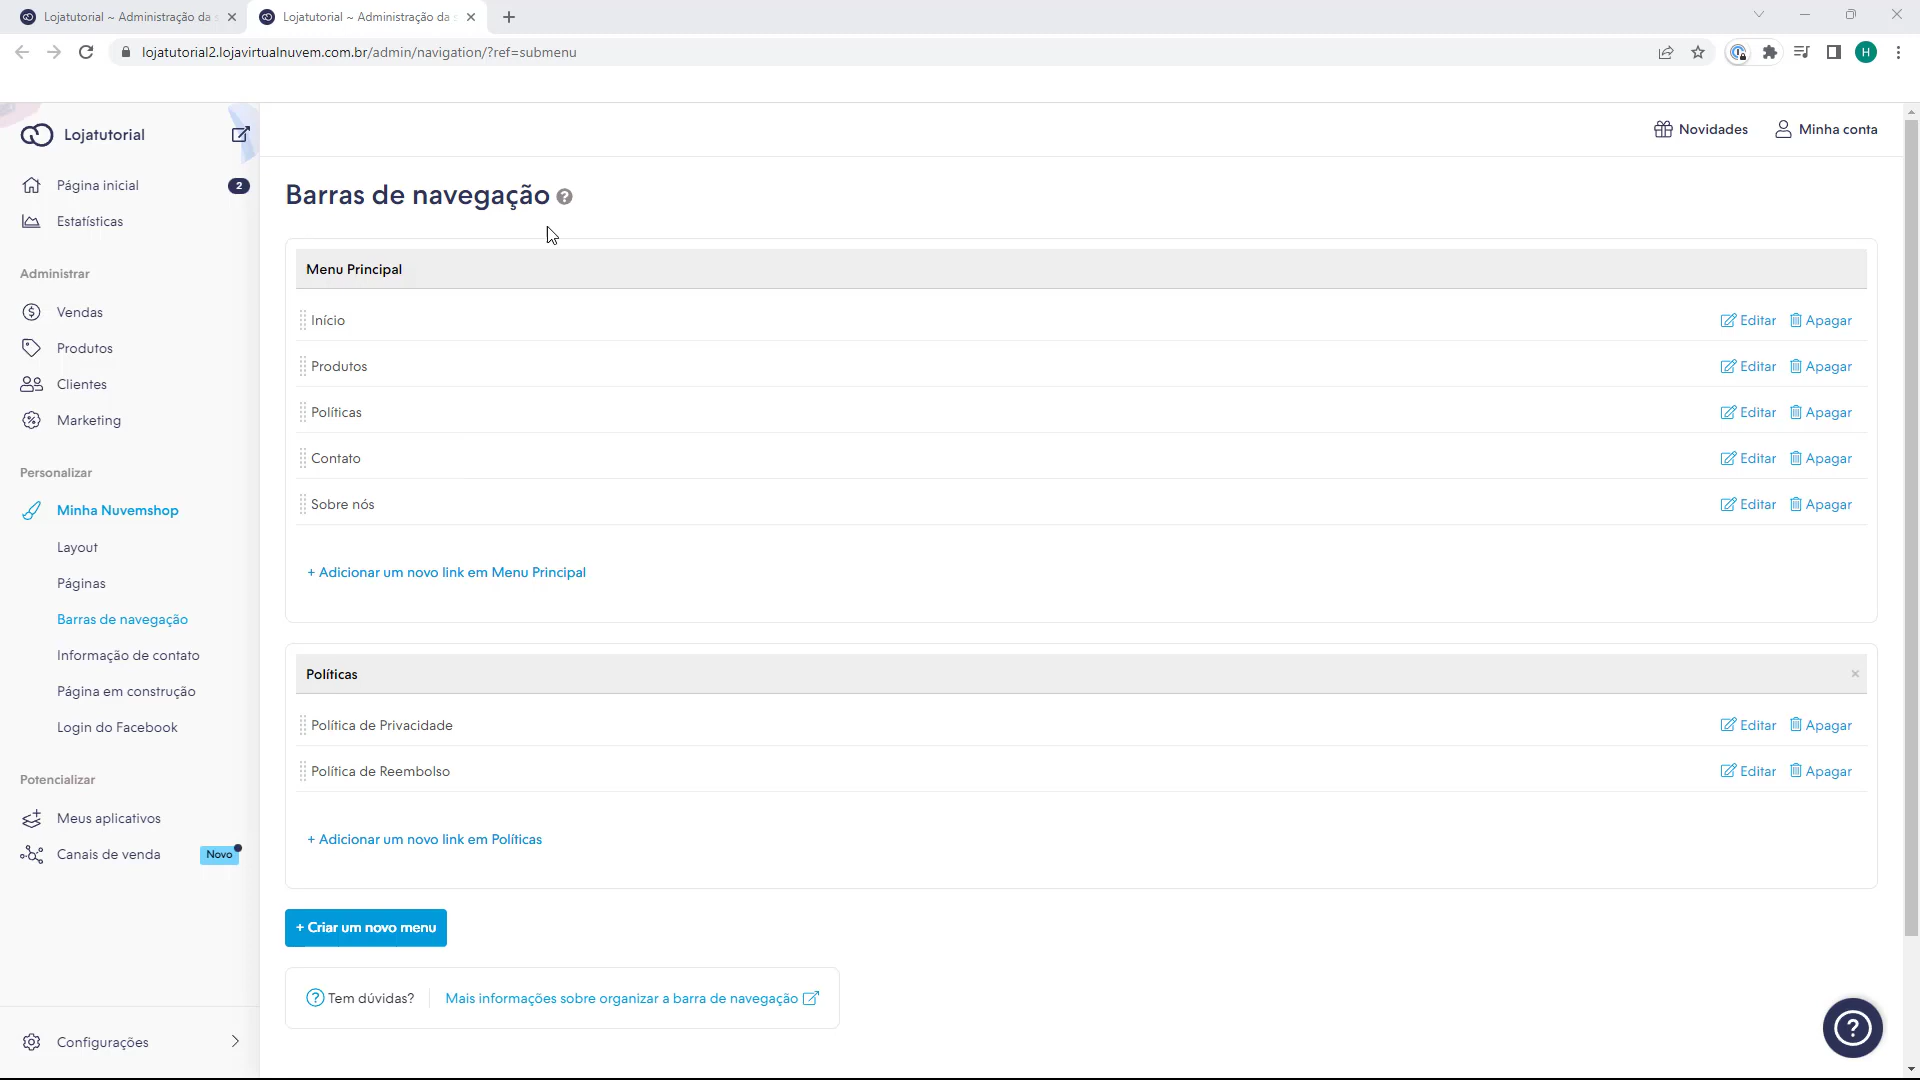 Lojatutorial ~ Administração da s
Lojatutorial ~ Administração da s
lojatutorial2.lojavirtualnuvem.com.br/admin/navigation/?ref=submenu
H
Lojatutorial
Novidades
Minha conta
Página inicial
2
Estatísticas
Administrar
Vendas
Produtos
Clientes
Marketing
Personalizar
Minha Nuvemshop
Layout
Páginas
Barras de navegação
Informação de contato
Página em construção
Login do Facebook
Potencializar
Meus aplicativos
Canais de venda
Novo
Configurações
Barras de navegação ?
Menu Principal
Início
Editar Apagar
Produtos
Editar Apagar
Políticas
Editar Apagar
Contato
Editar Apagar
Sobre nós
Editar Apagar
+ Adicionar um novo link em Menu Principal
Políticas
×
Política de Privacidade
Editar Apagar
Política de Reembolso
Editar Apagar
+ Adicionar um novo link em Políticas
+ Criar um novo menu
? Tem dúvidas?
Mais informações sobre organizar a barra de navegação
?